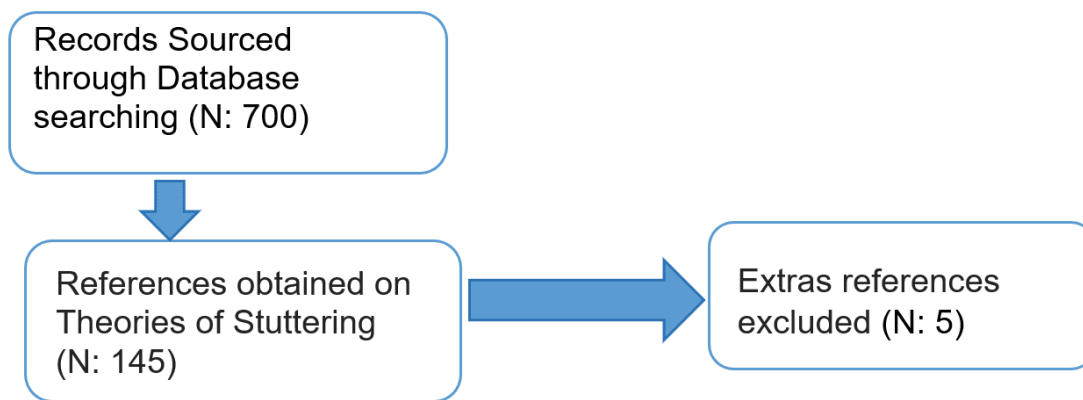 Records Sourced
through Database
searching (N: 700)
References obtained on
Theories of Stuttering
(N: 145)
Extras references
excluded (N: 5)